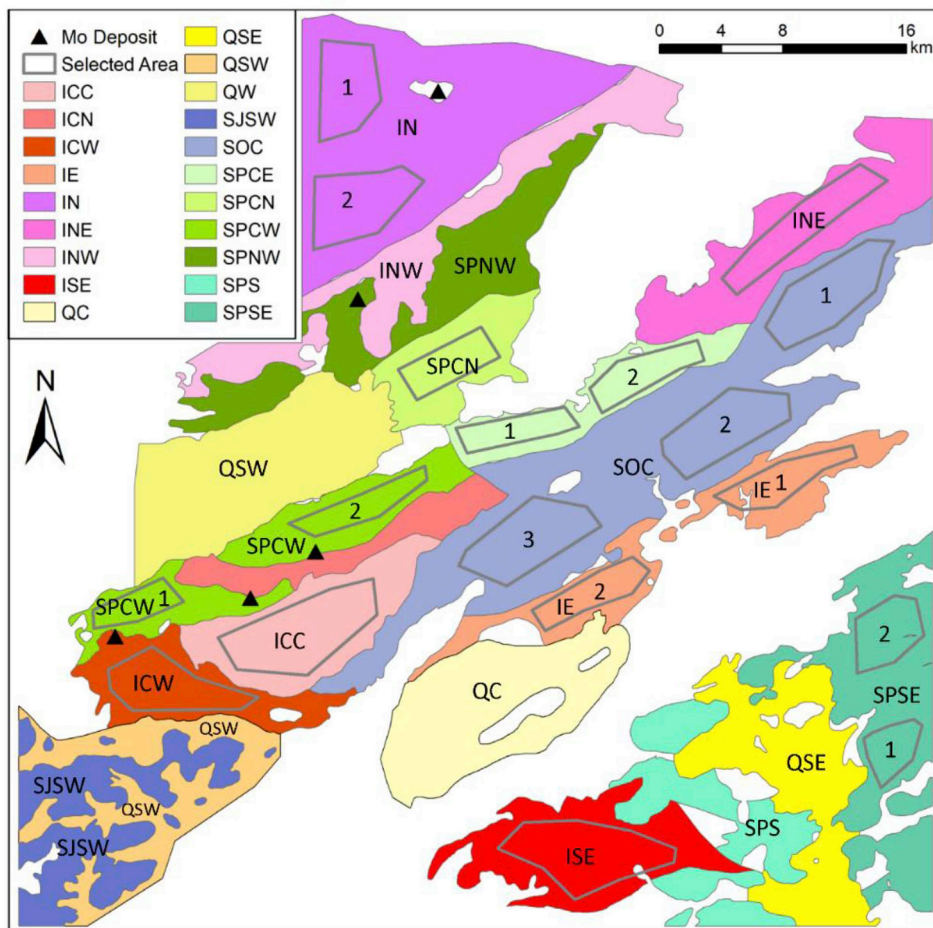 Mo Deposit
Selected Area
ICC
ICN
ICW
IE
IN
INE
INW
ISE
QC
QSE
QSW
QW
SJSW
SOC
SPCE
SPCN
SPCW
SPNW
SPS
SPSE
0 4 8 16
km
N
1
IN
2
INW
SPNW
INE
1
SPCN
2
1
2
QSW
SOC
IE 1
2
SPCW
3
SPCW 1
IE 2
ICC
2
ICW
QC
SPSE
QSW
1
SJSW
QSW
QSE
SJSW
SPS
ISE